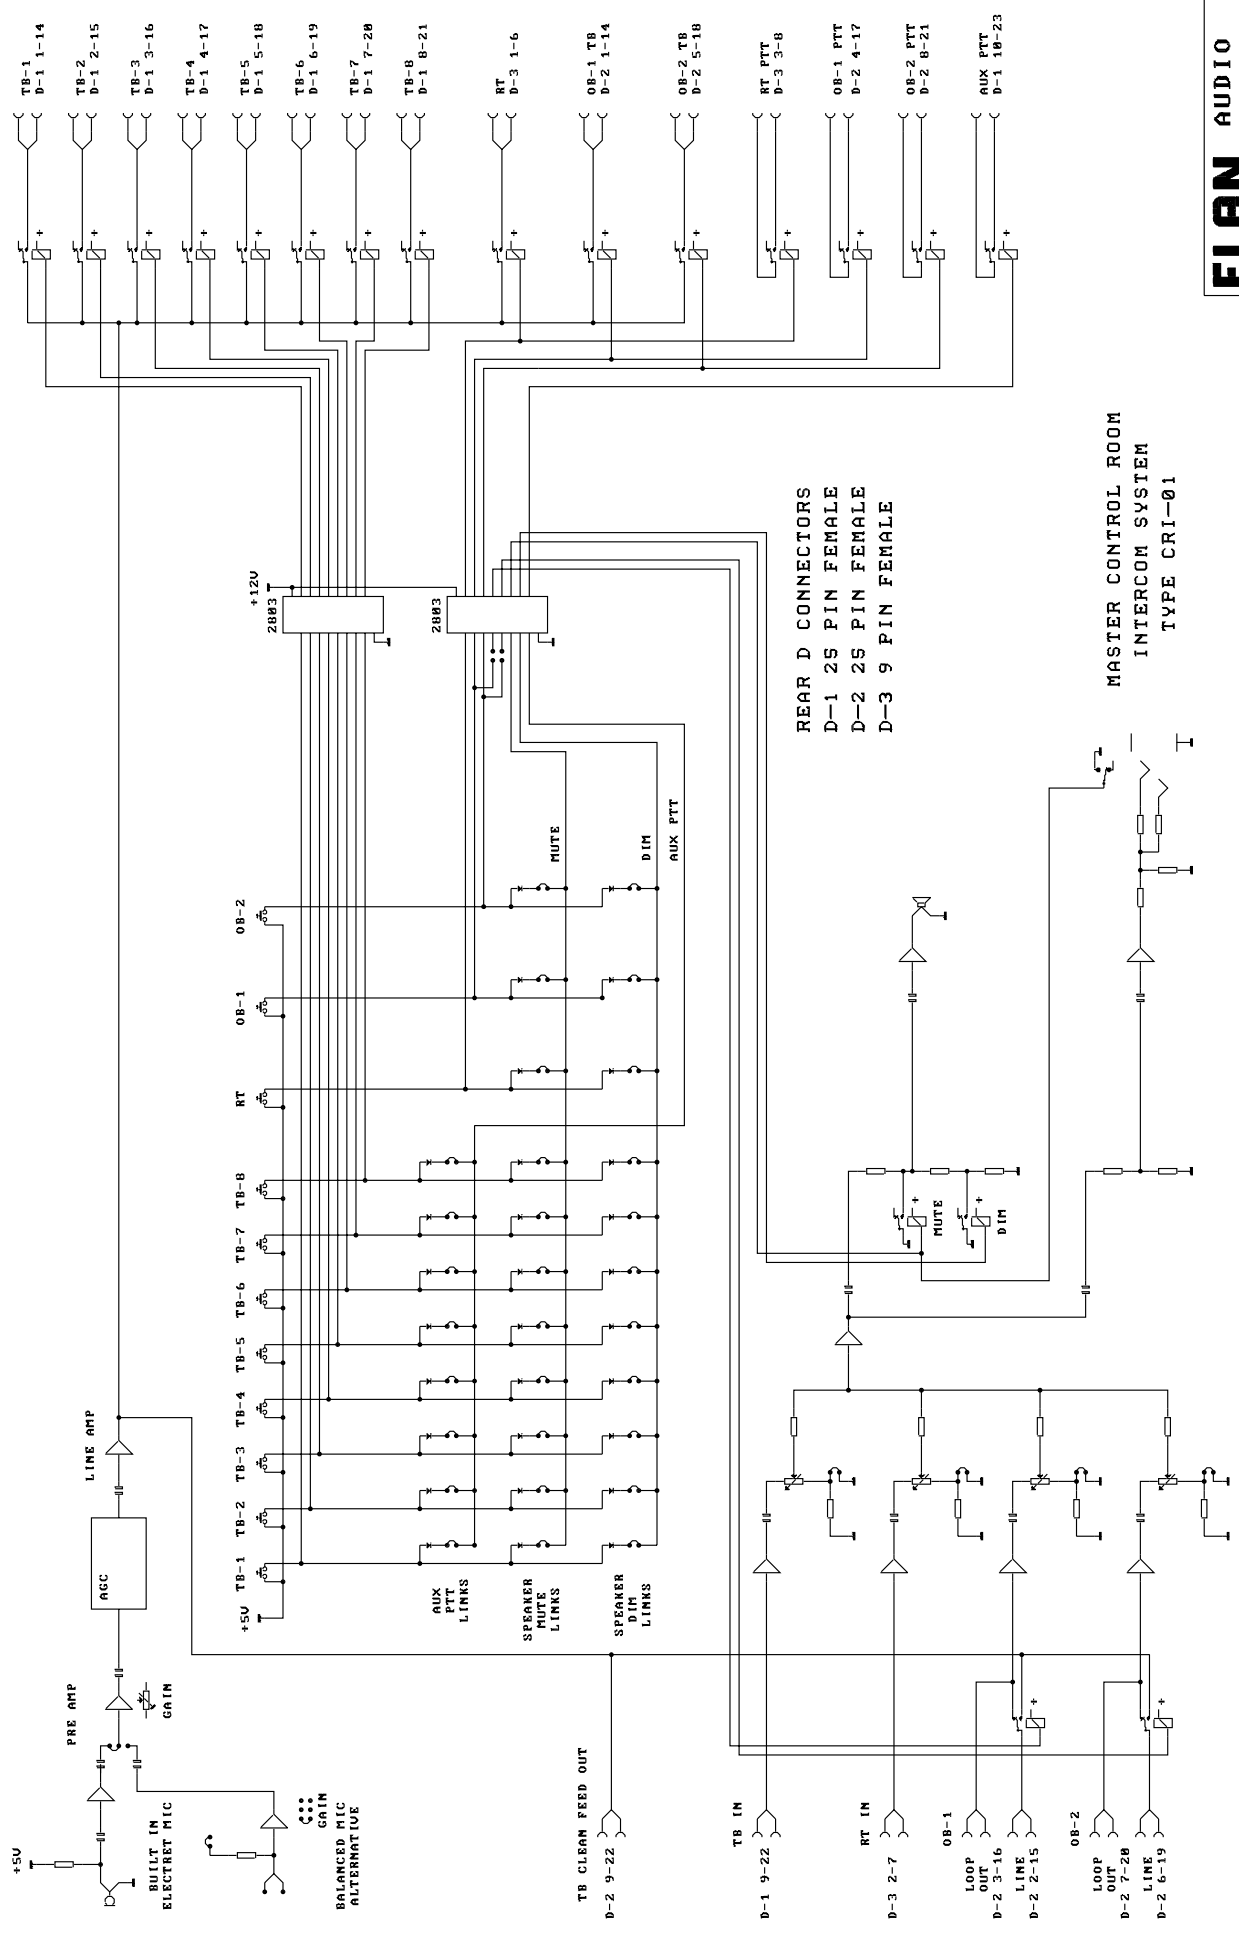 +5V
BUILT IN
ELECTRET MIC
BALANCED MIC
ALTERNATIVE
GAIN
PRE AMP
GAIN
AGC
LINE AMP
+5V
TB-1
TB-2
TB-3
TB-4
TB-5
TB-6
TB-7
TB-8
RT
OB-1
OB-2
AUX
PTT
LINKS
SPEAKER
MUTE
LINKS
SPEAKER
DIM
LINKS
MUTE
DIM
AUX PTT
+12V
2803
2803
TB-1
D-1 1-14
TB-2
D-1 2-15
TB-3
D-1 3-16
TB-4
D-1 4-17
TB-5
D-1 5-18
TB-6
D-1 6-19
TB-7
D-1 7-20
TB-8
D-1 8-21
RT
D-3 1-6
OB-1 TB
D-2 1-14
OB-2 TB
D-2 5-18
RT PTT
D-3 3-8
OB-1 PTT
D-2 4-17
OB-2 PTT
D-2 8-21
AUX PTT
D-1 10-23
TB CLEAN FEED OUT
D-2 9-22
TB IN
D-1 9-22
RT IN
D-3 2-7
OB-1
LOOP
OUT
D-2 3-16
LINE
D-2 2-15
OB-2
LOOP
OUT
D-2 7-20
LINE
D-2 6-19
MUTE
DIM
REAR D CONNECTORS
D-1 25 PIN FEMALE
D-2 25 PIN FEMALE
D-3 9 PIN FEMALE
MASTER CONTROL ROOM
INTERCOM SYSTEM
TYPE CRI-01
ELAN AUDIO